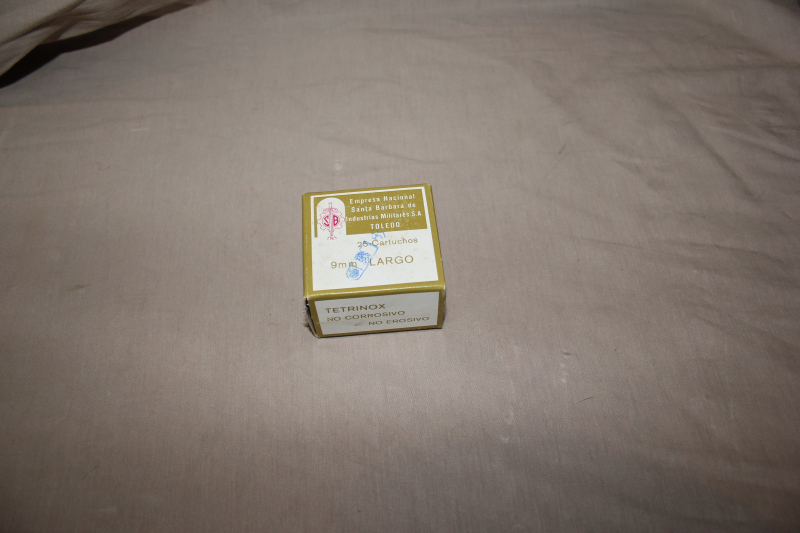 Empresa Nacional
Santa Bárbara de
Industrias Militares S.A
TOLEDO
SB
25-Cartuchos
9mm LARGO
TETRINOX
NO CORROSIVO
NO EROSIVO